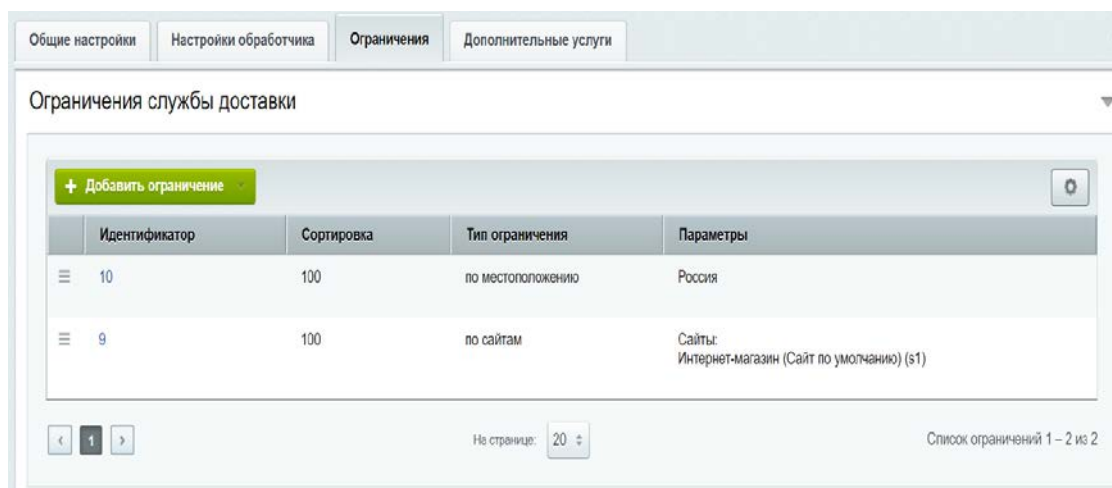 Общие настройки Настройки обработчика Ограничения Дополнительные услуги
Ограничения службы доставки
+ Добавить ограничение
Идентификатор Сортировка Тип ограничения Параметры
10 100 по местоположению Россия
9 100 по сайтам Сайты:
Интернет-магазин (Сайт по умолчанию) (s1)
1 На странице: 20 Список ограничений 1 – 2 из 2